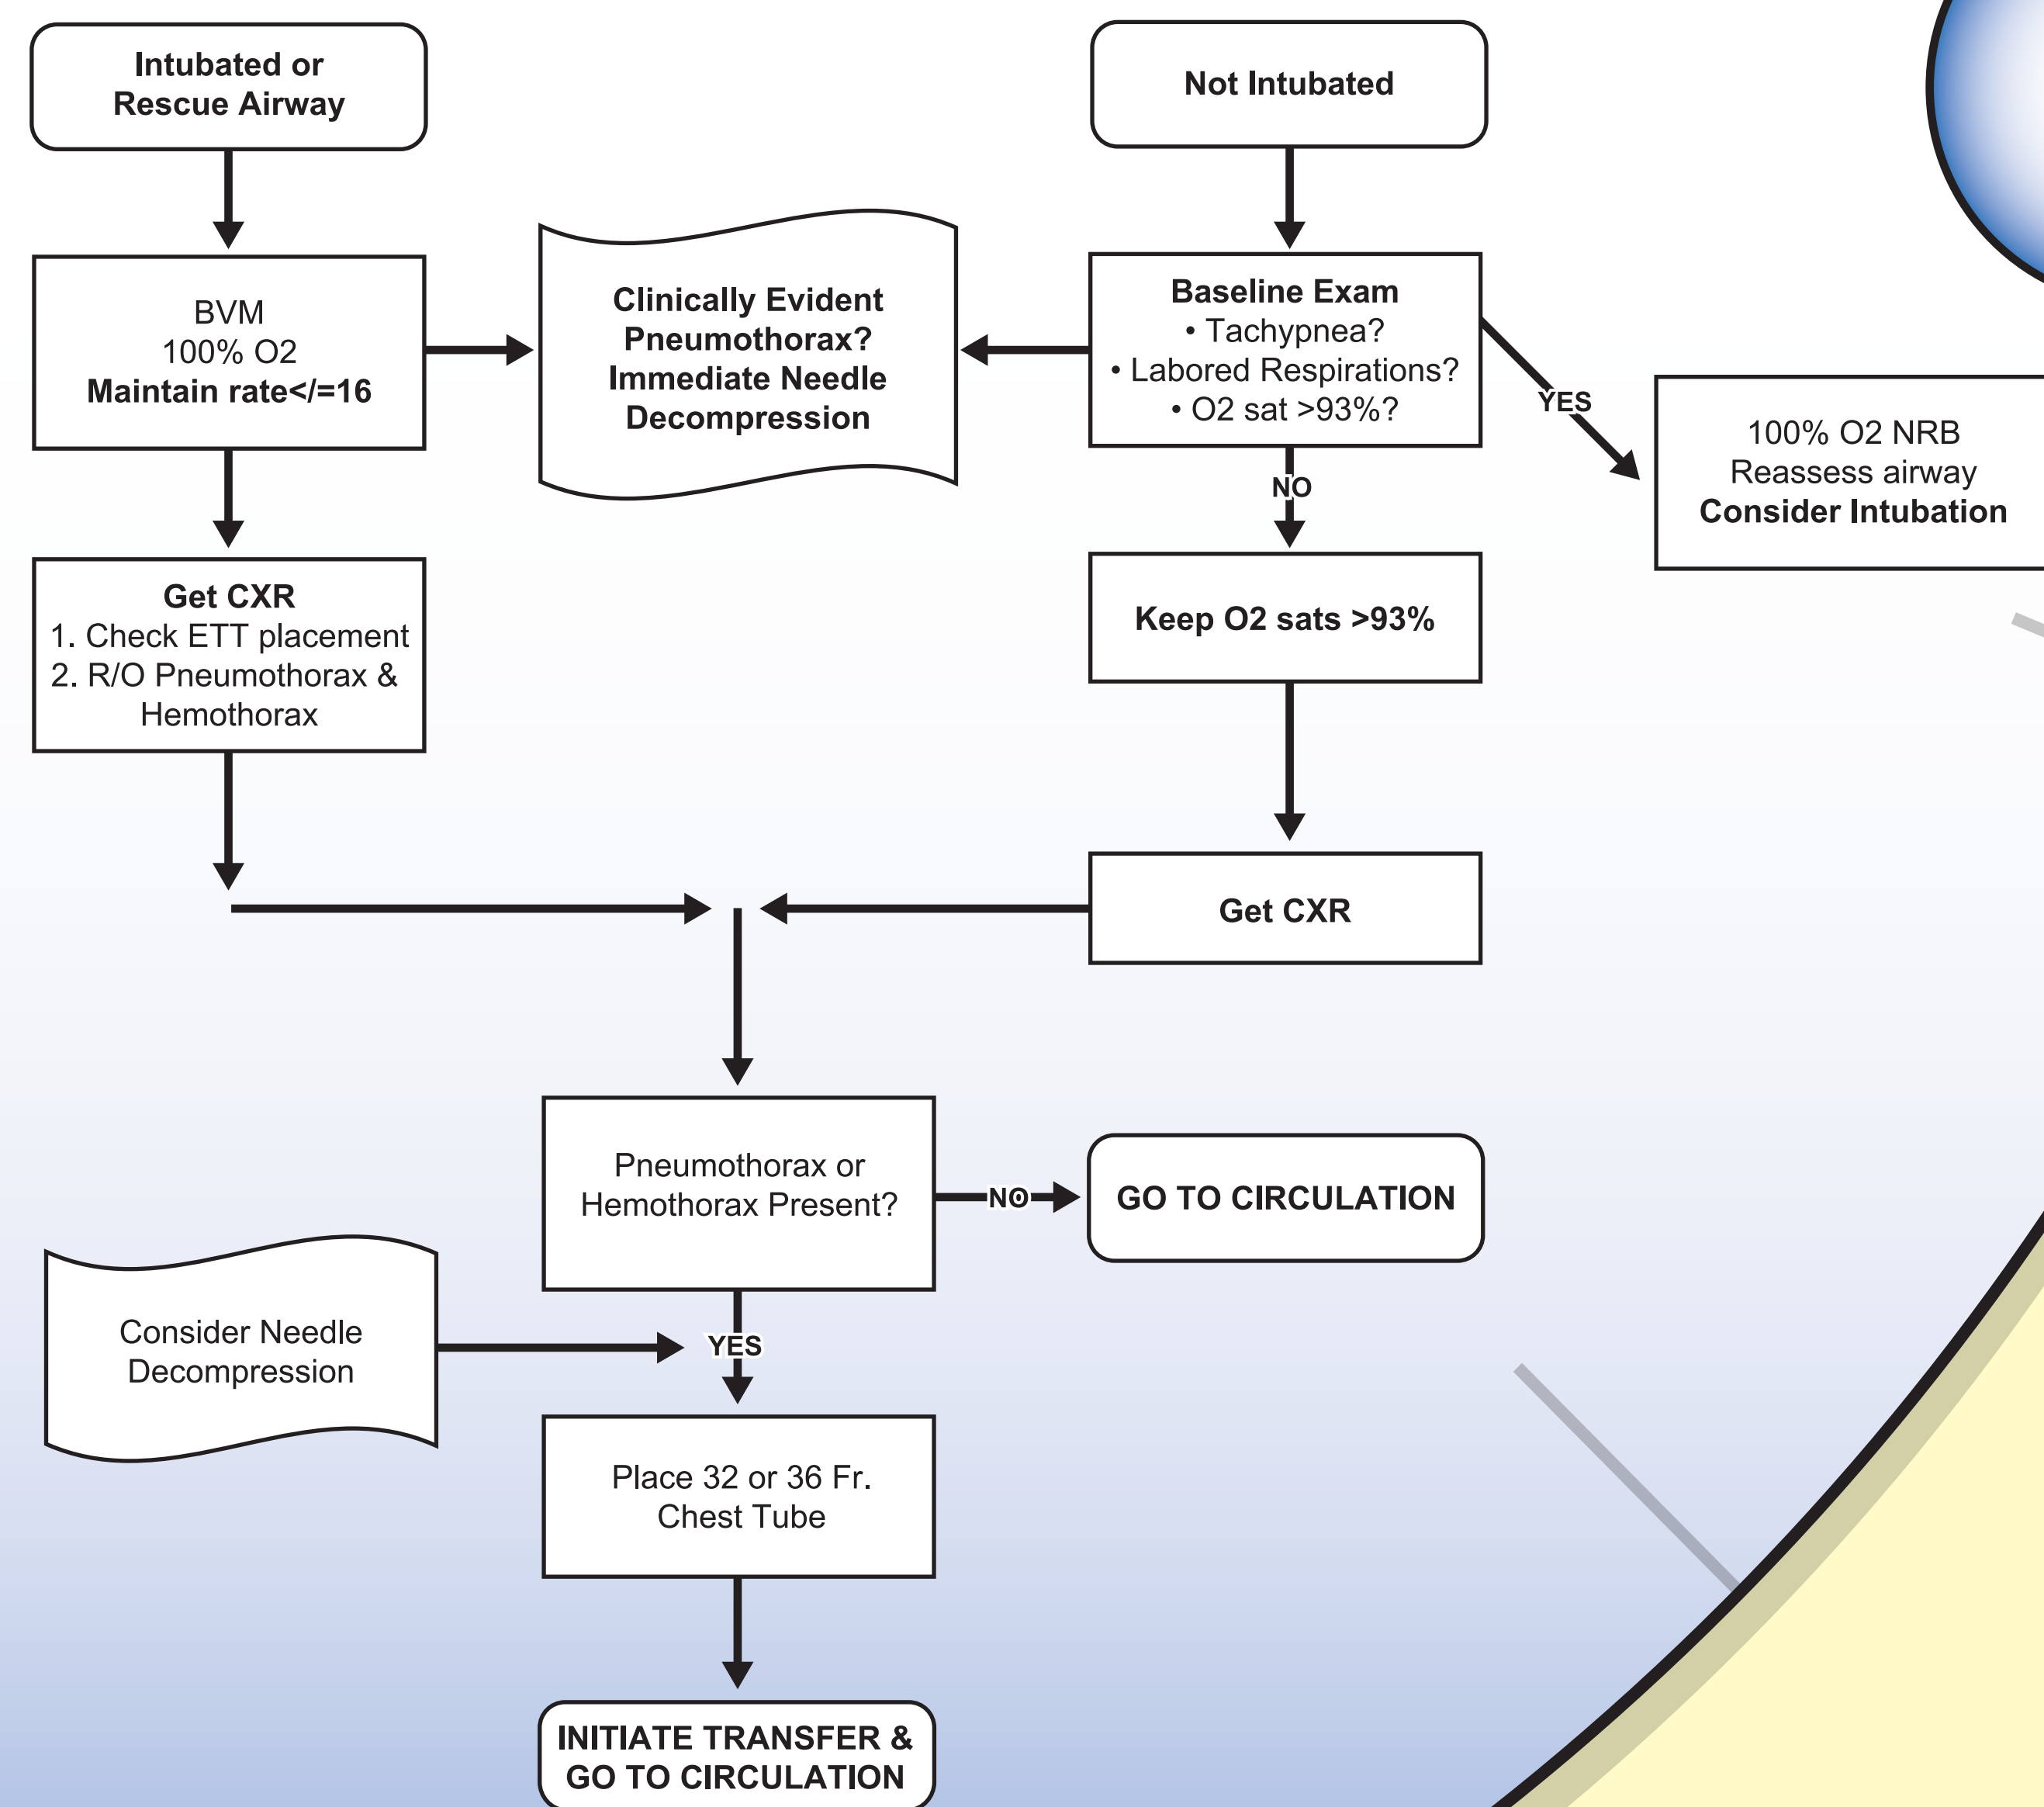 Intubated or
Rescue Airway
Not Intubated
BVM
100% O2
Maintain rate</=16
Clinically Evident
Pneumothorax?
Immediate Needle
Decompression
Baseline Exam
• Tachypnea?
• Labored Respirations?
• O2 sat >93%?
YES
100% O2 NRB
Reassess airway
Consider Intubation
NO
Get CXR
1. Check ETT placement
2. R/O Pneumothorax &
Hemothorax
Keep O2 sats >93%
Get CXR
Pneumothorax or
Hemothorax Present?
NO
GO TO CIRCULATION
Consider Needle
Decompression
YES
Place 32 or 36 Fr.
Chest Tube
INITIATE TRANSFER &
GO TO CIRCULATION